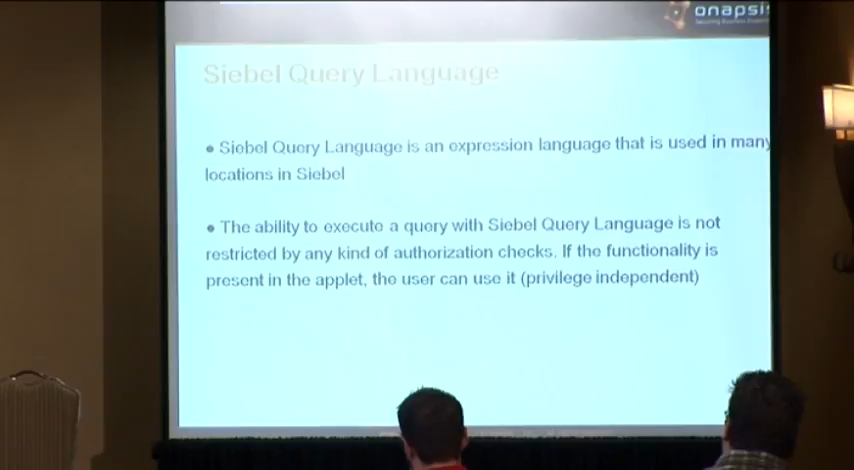 onapsi
Siebel Query Language
• Siebel Query Language is an expression language that is used in many
locations in Siebel
• The ability to execute a query with Siebel Query Language is not
restricted by any kind of authorization checks. If the functionality is
present in the applet, the user can use it (privilege independent)